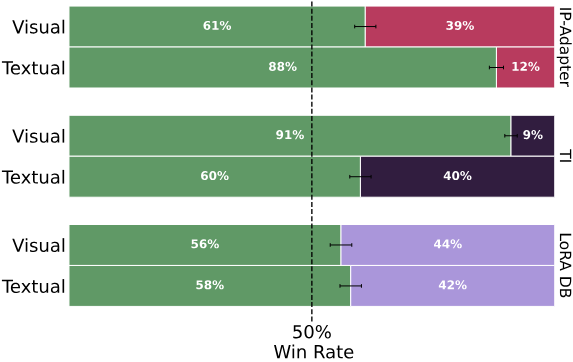 Visual 61% 39%
Textual 88% 12%
IP-Adapter
Visual 91% 9%
Textual 60% 40%
TI
Visual 56% 44%
Textual 58% 42%
LoRA DB
50%
Win Rate